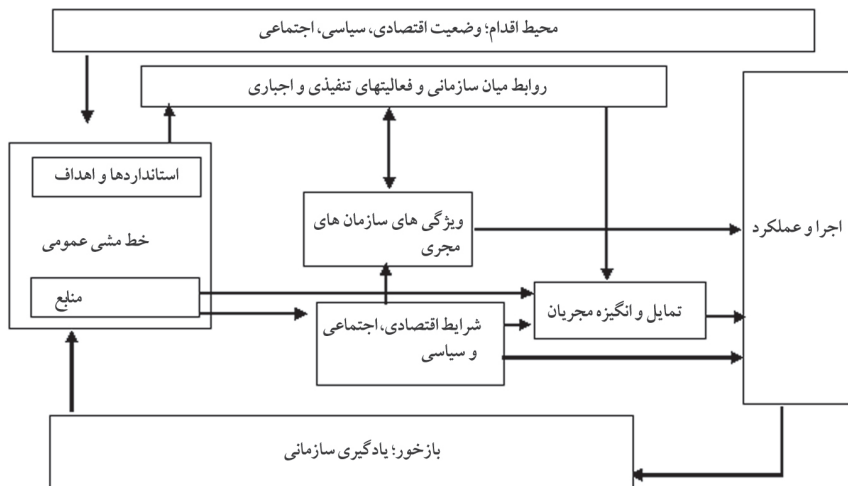 محیط اقدام؛ وضعیت اقتصادی، سیاسی، اجتماعی
روابط میان سازمانی و فعالیتهای تنفیذی و اجباری
استانداردها و اهداف
خط مشی عمومی
منابع
ویژگی های سازمان های
مجری
شرایط اقتصادی، اجتماعی
و سیاسی
تمایل و انگیزه مجریان
اجرا و عملکرد
بازخور؛ یادگیری سازمانی